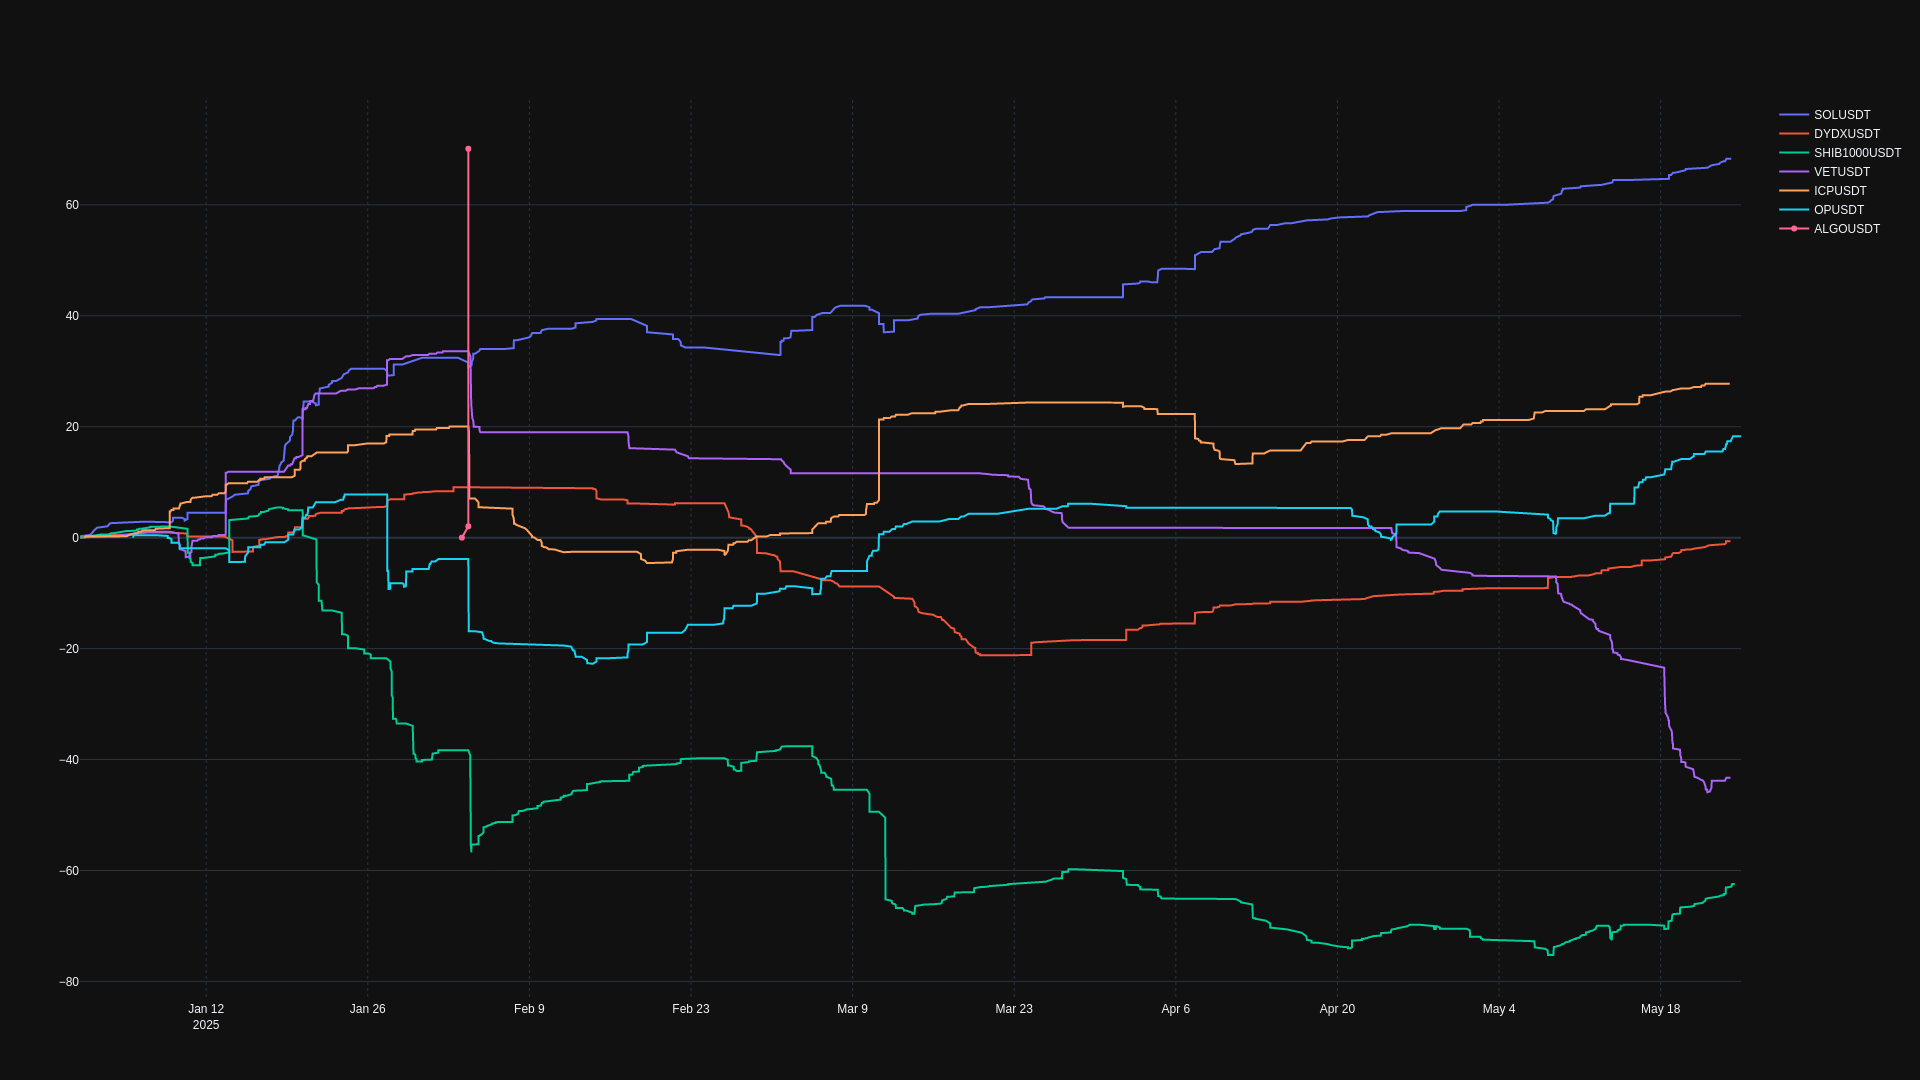 SOLUSDT
DYDXUSDT
SHIB1000USDT
VETUSDT
ICPUSDT
OPUSDT
ALGOUSDT
60
40
20
0
−20
−40
−60
−80
Jan 12 Jan 26 Feb 9 Feb 23 Mar 9 Mar 23 Apr 6 Apr 20 May 4 May 18
2025